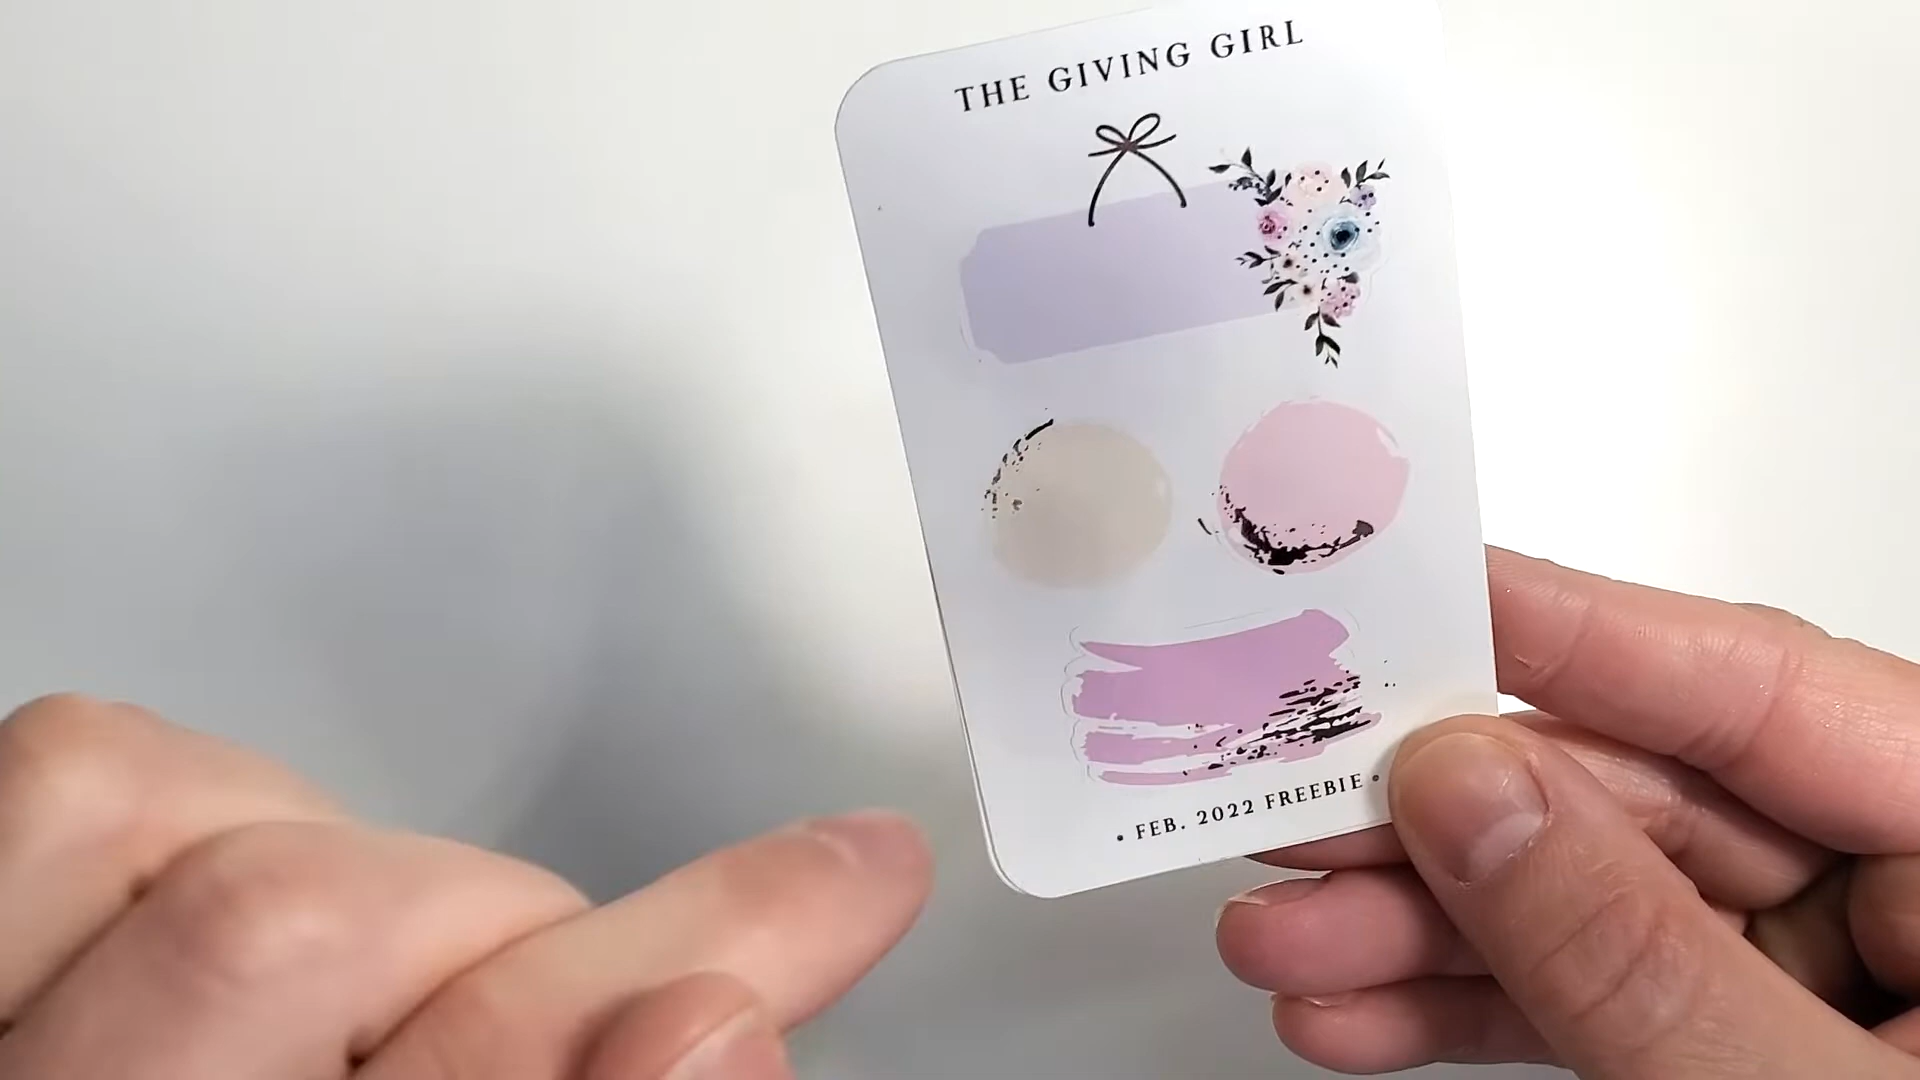 THE GIVING GIRL
• FEB. 2022 FREEBIE •